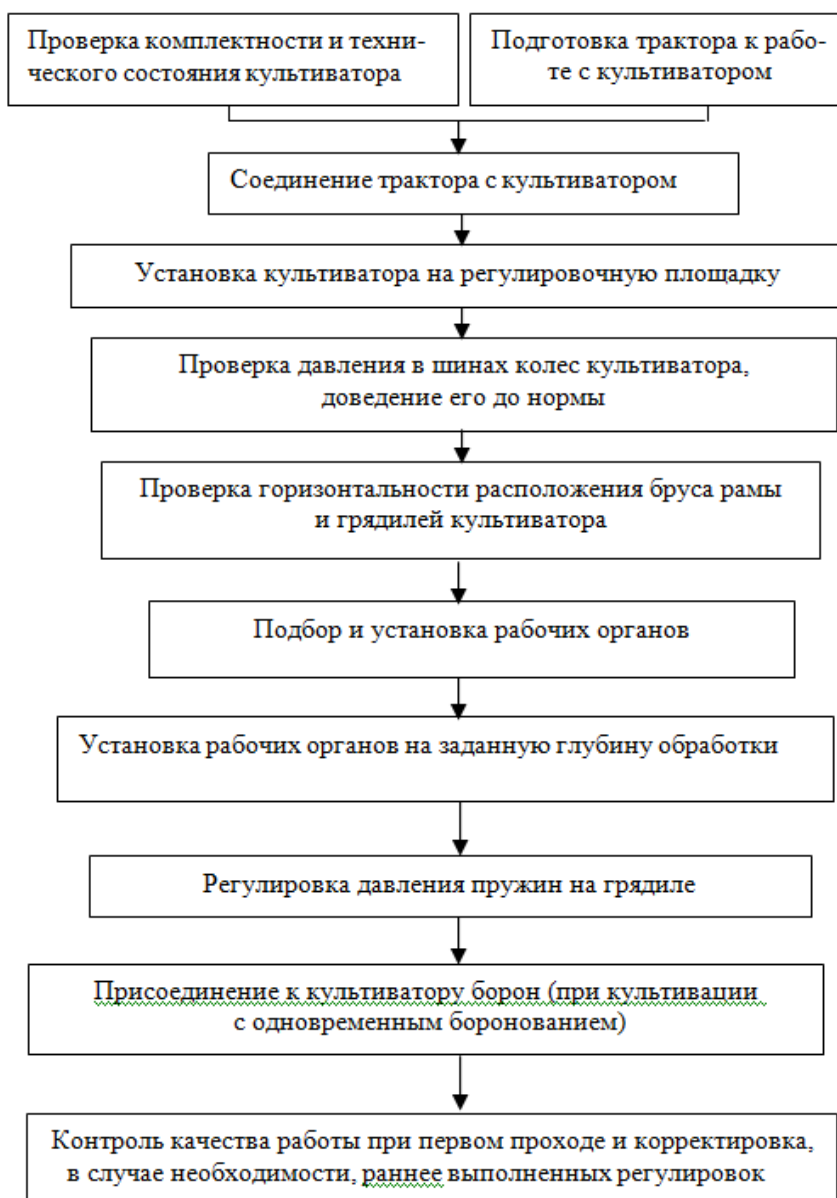 Проверка комплектности и техни-
ческого состояния культиватора
Подготовка трактора к рабо-
те с культиватором
Соединение трактора с культиватором
Установка культиватора на регулировочную площадку
Проверка давления в шинах колес культиватора,
доведение его до нормы
Проверка горизонтальности расположения бруса рамы
и грядилей культиватора
Подбор и установка рабочих органов
Установка рабочих органов на заданную глубину обработки
Регулировка давления пружин на грядиле
Присоединение к культиватору борон (при культивации
с одновременным боронованием)
Контроль качества работы при первом проходе и корректировка,
в случае необходимости, раннее выполненных регулировок